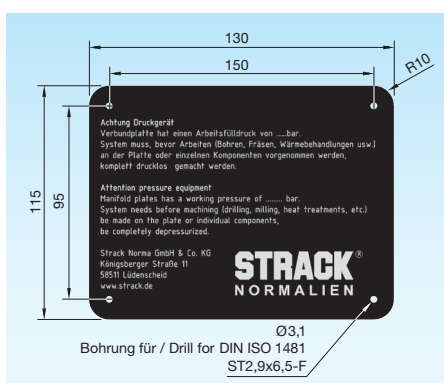 130
150
R10
115
95
Achtung Druckgerät
Verbundplatte hat einen Arbeitsfülldruck von .....bar.
System muss, bevor Arbeiten (Bohren, Fräsen, Wärmebehandlungen usw.)
an der Platte oder einzelnen Komponenten vorgenommen werden,
komplett drucklos gemacht werden.
Attention pressure equipment
Manifold plates has a working pressure of ........ bar.
System needs before machining (drilling, milling, heat treatments, etc.)
be made on the plate or individual components,
be completely depressurized.
Strack Norma GmbH & Co. KG
Königsberger Straße 11
58511 Lüdenscheid
www.strack.de
STRACK®
NORMALIEN
Ø3,1
Bohrung für / Drill for DIN ISO 1481
ST2,9x6,5-F